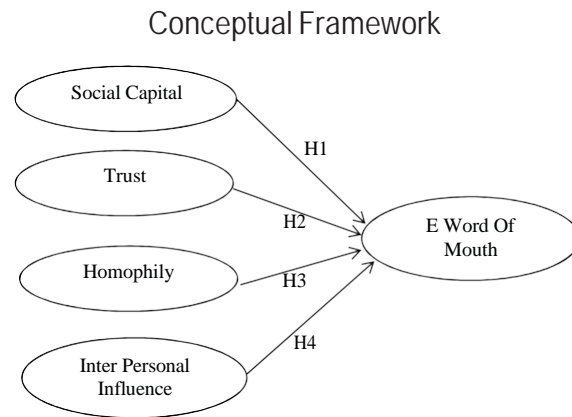 Conceptual Framework
Social Capital
H1
Trust
H2
E Word Of
Mouth
Homophily
H3
H4
Inter Personal
Influence